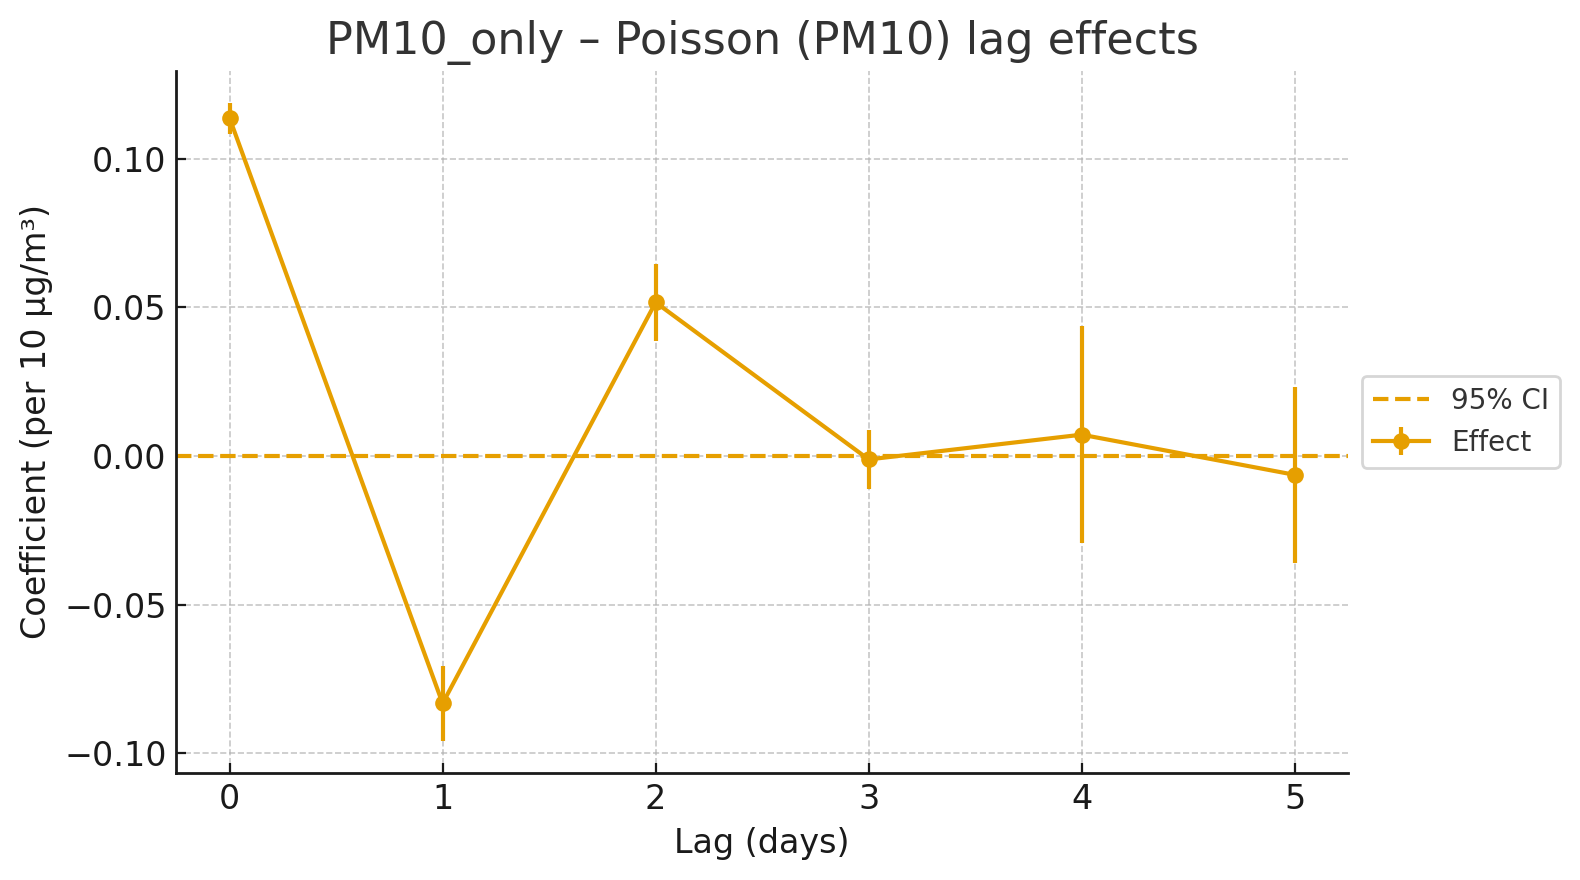 PM10_only – Poisson (PM10) lag effects
Coefficient (per 10 µg/m³)
0.10
0.05
0.00
−0.05
−0.10
0 1 2 3 4 5
Lag (days)
95% CI
Effect